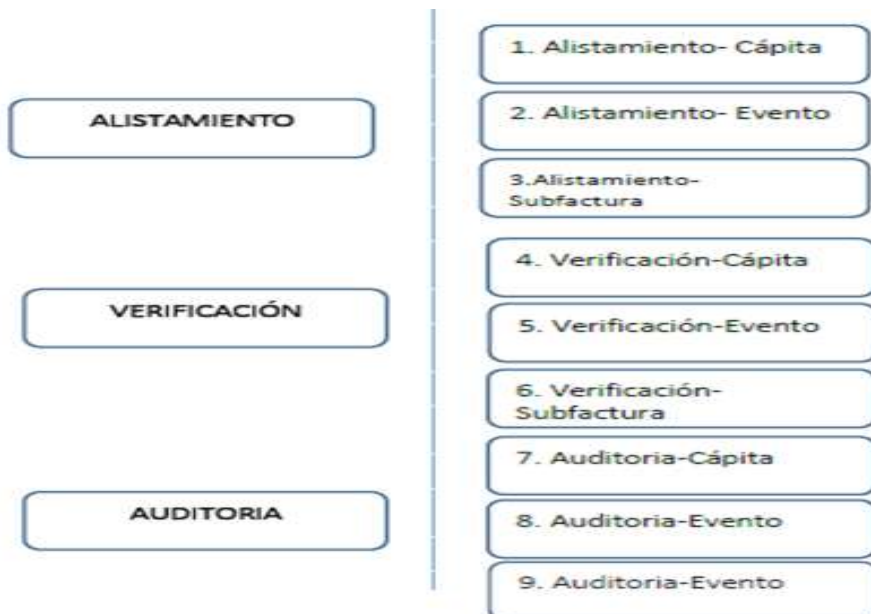 ALISTAMIENTO
1. Alistamiento- Cápita
2. Alistamiento- Evento
3.Alistamiento-
Subfactura
VERIFICACIÓN
4. Verificación-Cápita
5. Verificación-Evento
6. Verificación-
Subfactura
AUDITORIA
7. Auditoria-Cápita
8. Auditoria-Evento
9. Auditoria-Evento